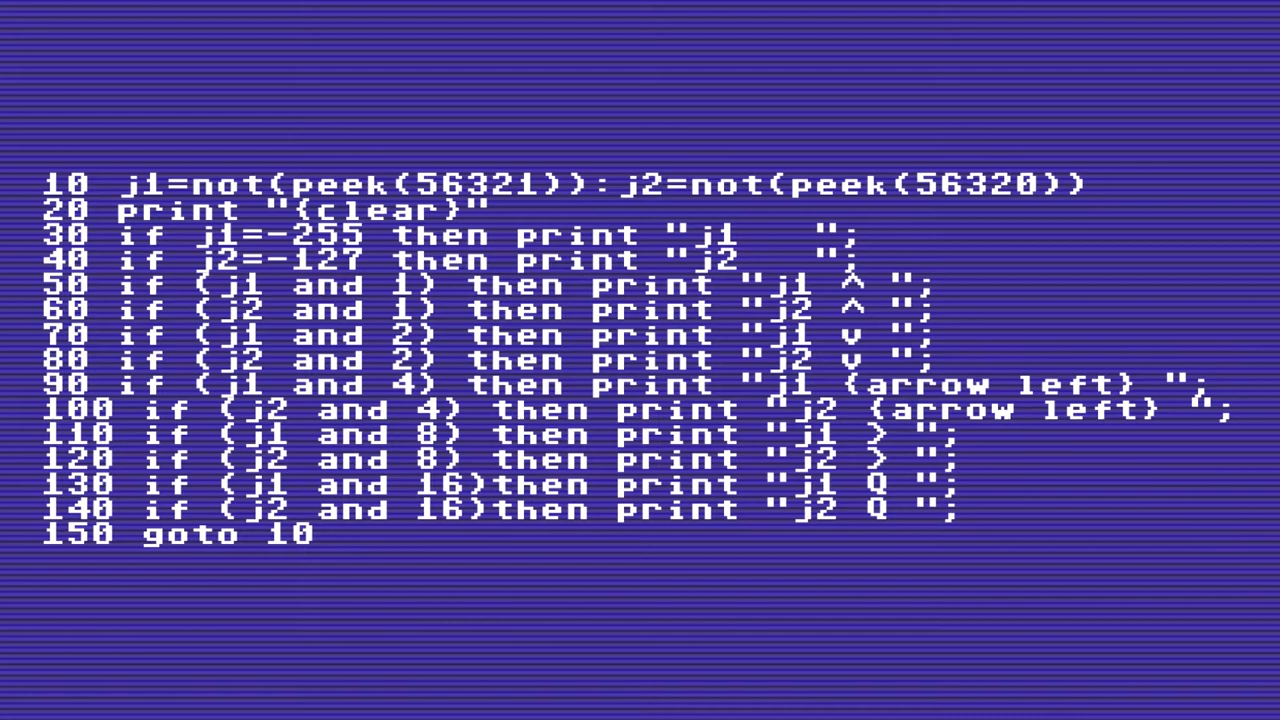 10 j1=not(peek(56321)):j2=not(peek(56320))
20 print "{clear}"
30 if j1=-255 then print "j1   ";
40 if j2=-127 then print "j2   ";
50 if (j1 and 1) then print "j1 ^ ";
60 if (j2 and 1) then print "j2 ^ ";
70 if (j1 and 2) then print "j1 v ";
80 if (j2 and 2) then print "j2 v ";
90 if (j1 and 4) then print "j1 {arrow left} ";
100 if (j2 and 4) then print "j2 {arrow left} ";
110 if (j1 and 8) then print "j1 > ";
120 if (j2 and 8) then print "j2 > ";
130 if (j1 and 16)then print "j1 Q ";
140 if (j2 and 16)then print "j2 Q ";
150 goto 10